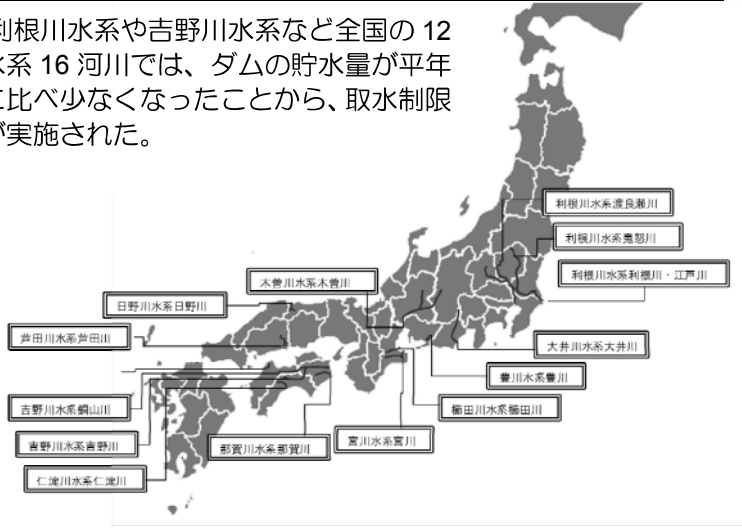 利根川水系や吉野川水系など全国の 12
水系 16 河川では、ダムの貯水量が平年
に比べ少なくなったことから、取水制限
が実施された。
利根川水系渡良瀬川
利根川水系鬼怒川
利根川水系利根川・江戸川
木曽川水系木曽川
日野川水系日野川
芦田川水系芦田川
大井川水系大井川
豊川水系豊川
櫛田川水系櫛田川
吉野川水系銅山川
宮川水系宮川
吉野川水系吉野川
那賀川水系那賀川
仁淀川水系仁淀川